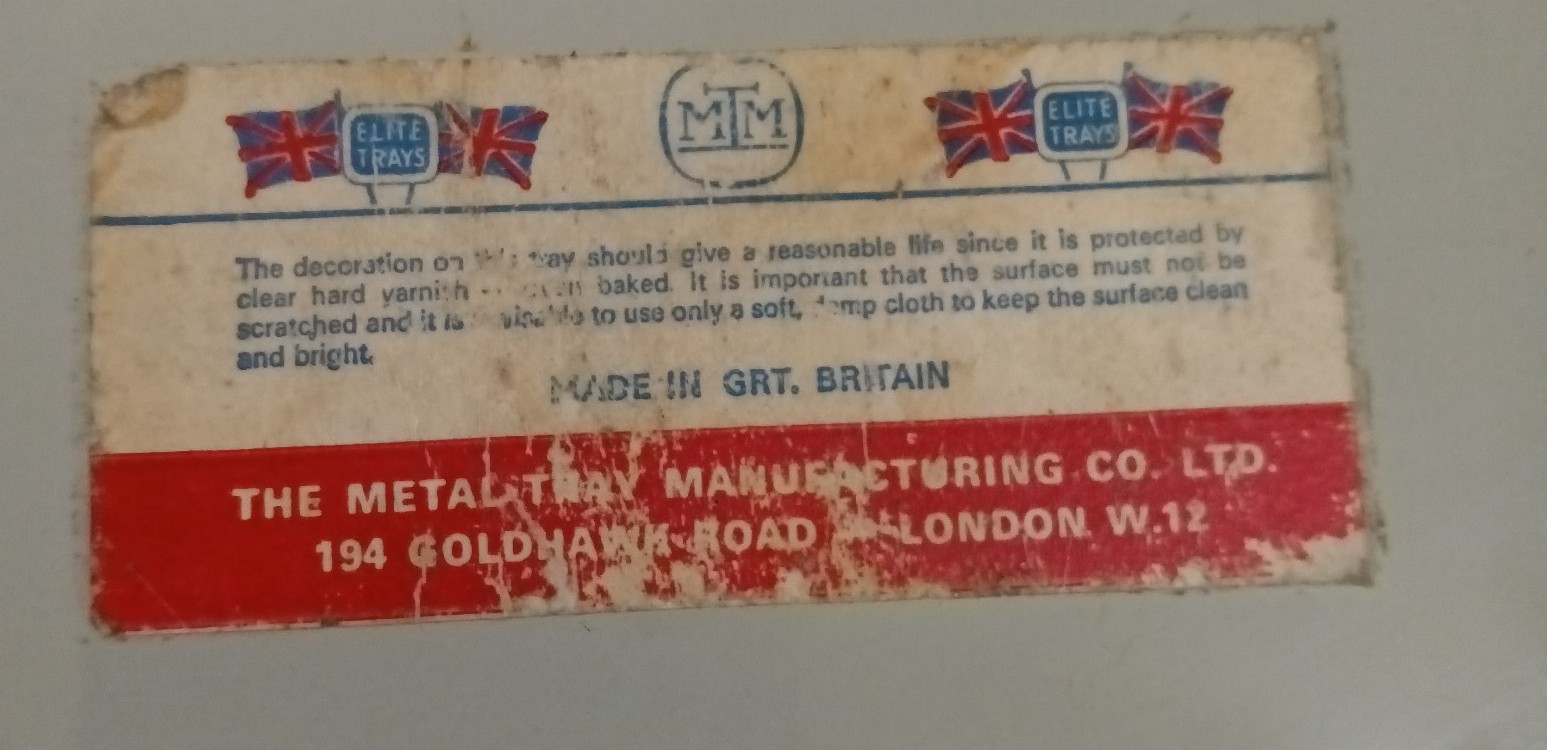 ELITE TRAYS
MTM
ELITE TRAYS
The decoration on this tray should give a reasonable life since it is protected by
clear hard varnish oven baked. It is important that the surface must not be
scratched and it is advisable to use only a soft, damp cloth to keep the surface clean
and bright.
MADE IN GRT. BRITAIN
THE METAL TRAY MANUFACTURING CO. LTD.
194 GOLDHAWK ROAD LONDON W.12